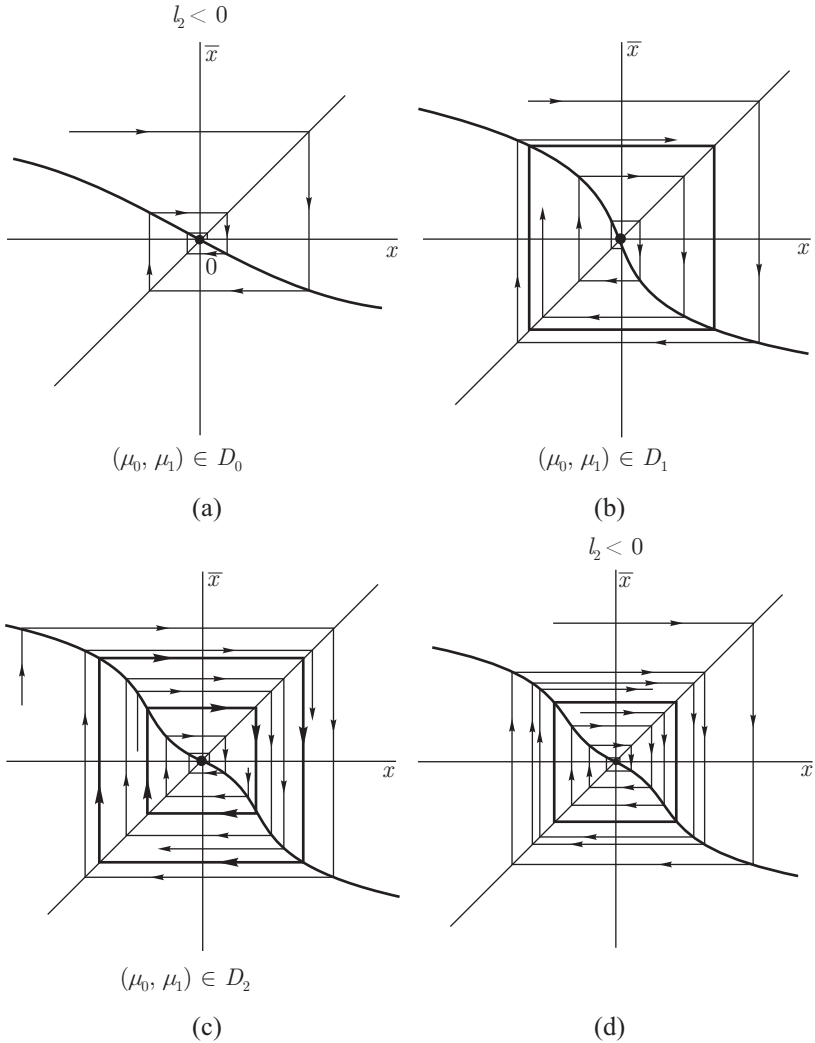 l₂ < 0
x̅
x
0
(μ₀, μ₁) ∈ D₀
(a)
x̅
x
(μ₀, μ₁) ∈ D₁
(b)
x̅
x
(μ₀, μ₁) ∈ D₂
(c)
l₂ < 0
x̅
x
(d)